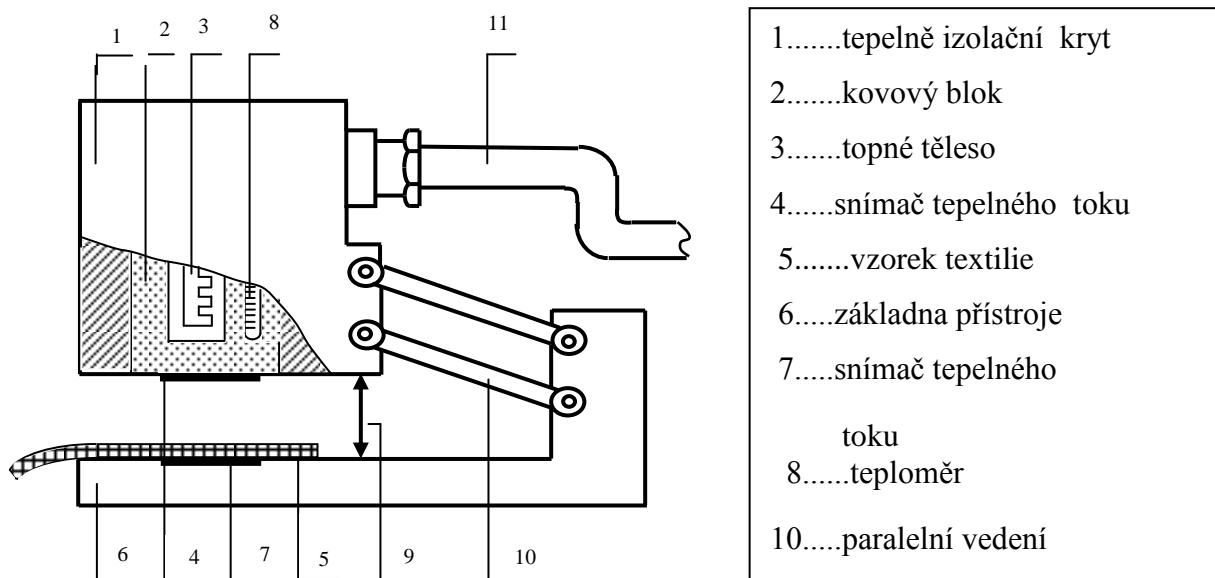 1 2 3 8 11
6 4 7 5 9 10
1.......tepelně izolační  kryt
2.......kovový blok
3.......topné těleso
4......snímač tepelného  toku
5.......vzorek textilie
6......základna přístroje
7.....snímač tepelného
toku
8......teploměr
10.....paralelní vedení